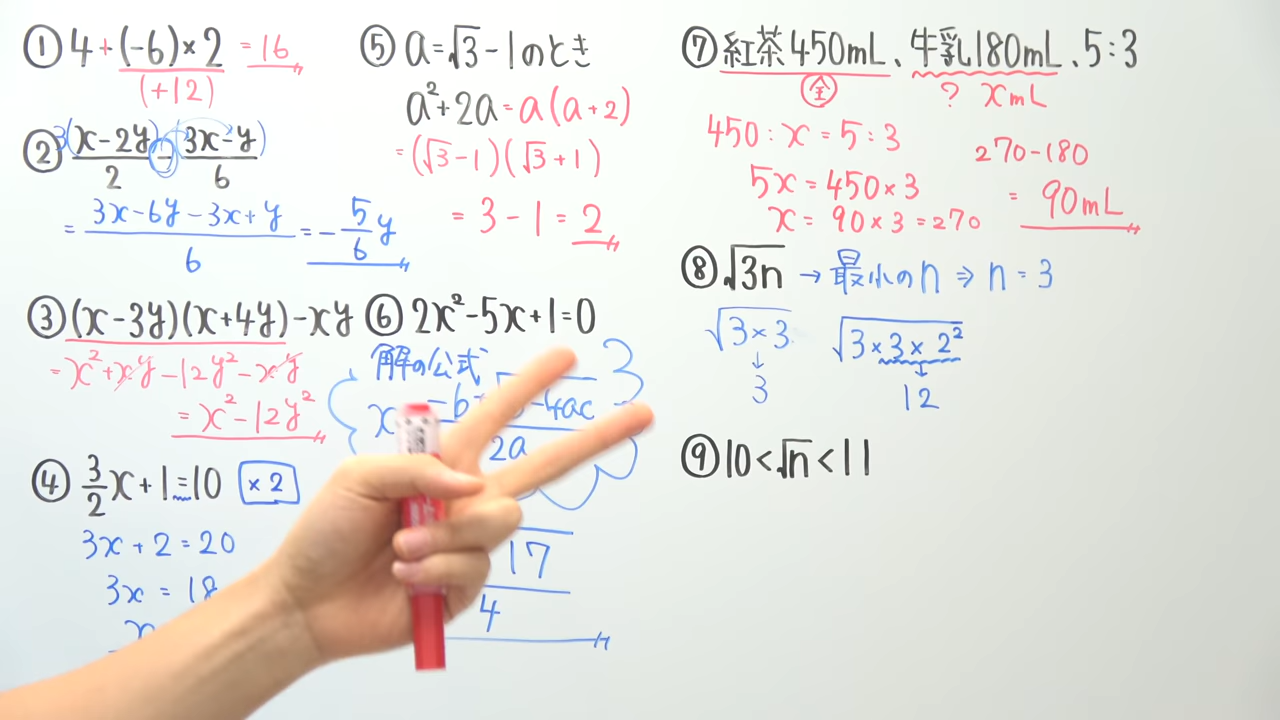 ① 4+(-6)×2 =16
(+12)
② 3(x-2y)/2 - (3x-y)/6
= (3x-6y-3x+y)/6 = -5/6 y
③ (x-3y)(x+4y)-xy
= x²+xy-12y²-xy
= x²-12y²
④ 3/2 x+1=10 ×2
3x+2=20
3x = 18
x
⑤ a=√3-1のとき
a²+2a=a(a+2)
=(√3-1)(√3+1)
= 3-1 = 2
⑥ 2x²-5x+1=0
解の公式
x -b -4ac
2a
17
4
⑦ 紅茶450mL、牛乳180mL、5:3
全 ? xmL
450:x=5:3
5x=450×3
x=90×3=270
270-180
= 90mL
⑧ √3n → 最小のn ⇒ n=3
√3×3 √3×3×2²
↓ ↓
3 12
⑨ 10<√n<11